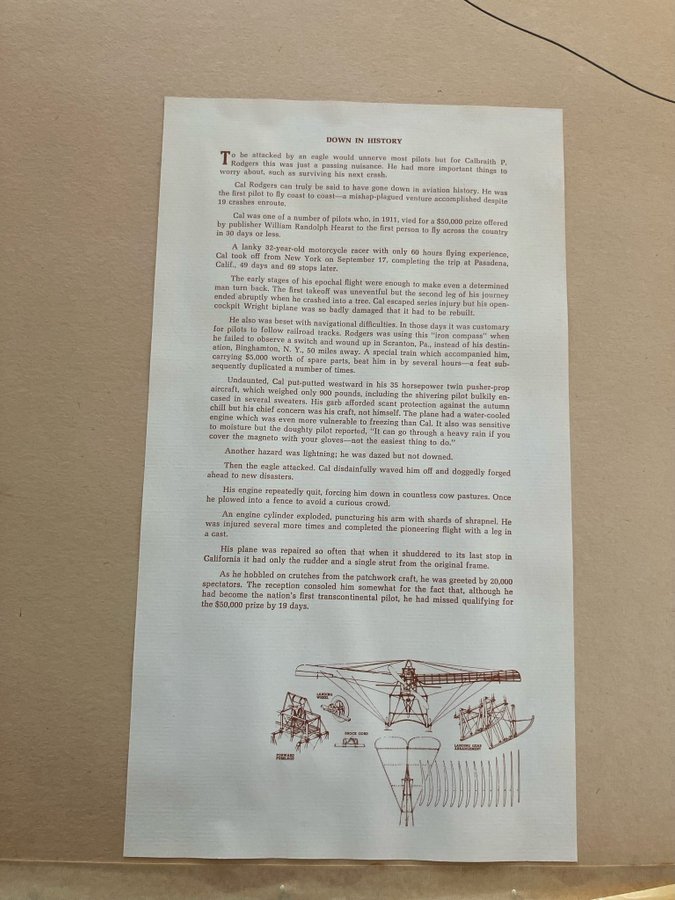 DOWN IN HISTORY
To be attacked by an eagle would unnerve most pilots but for Calbraith P.
Rodgers this was just a passing nuisance. He had more important things to
worry about, such as surviving his next crash.
Cal Rodgers can truly be said to have gone down in aviation history. He was
the first pilot to fly coast to coast—a mishap-plagued venture accomplished despite
19 crashes enroute.
Cal was one of a number of pilots who, in 1911, vied for a $50,000 prize offered
by publisher William Randolph Hearst to the first person to fly across the country
in 30 days or less.
A lanky 32-year-old motorcycle racer with only 60 hours flying experience,
Cal took off from New York on September 17, completing the trip at Pasadena,
Calif., 49 days and 69 stops later.
The early stages of his epochal flight were enough to make even a determined
man turn back. The first takeoff was uneventful but the second leg of his journey
ended abruptly when he crashed into a tree. Cal escaped series injury but his open-
cockpit Wright biplane was so badly damaged that it had to be rebuilt.
He also was beset with navigational difficulties. In those days it was customary
for pilots to follow railroad tracks. Rodgers was using this "iron compass" when
he failed to observe a switch and wound up in Scranton, Pa., instead of his destin-
ation, Binghamton, N. Y., 50 miles away. A special train which accompanied him,
carrying $5,000 worth of spare parts, beat him in by several hours—a feat sub-
sequently duplicated a number of times.
Undaunted, Cal put-putted westward in his 35 horsepower twin pusher-prop
aircraft, which weighed only 900 pounds, including the shivering pilot bulkily en-
cased in several sweaters. His garb afforded scant protection against the autumn
chill but his chief concern was his craft, not himself. The plane had a water-cooled
engine which was even more vulnerable to freezing than Cal. It also was sensitive
to moisture but the doughty pilot reported, "It can go through a heavy rain if you
cover the magneto with your gloves—not the easiest thing to do."
Another hazard was lightning; he was dazed but not downed.
Then the eagle attacked. Cal disdainfully waved him off and doggedly forged
ahead to new disasters.
His engine repeatedly quit, forcing him down in countless cow pastures. Once
he plowed into a fence to avoid a curious crowd.
An engine cylinder exploded, puncturing his arm with shards of shrapnel. He
was injured several more times and completed the pioneering flight with a leg in
a cast.
His plane was repaired so often that when it shuddered to its last stop in
California it had only the rudder and a single strut from the original frame.
As he hobbled on crutches from the patchwork craft, he was greeted by 20,000
spectators. The reception consoled him somewhat for the fact that, although he
had become the nation's first transcontinental pilot, he had missed qualifying for
the $50,000 prize by 19 days.
LANDING
WHEEL
SHOCK CORD
LANDING GEAR
ARRANGEMENT
FORWARD
FUSELAGE